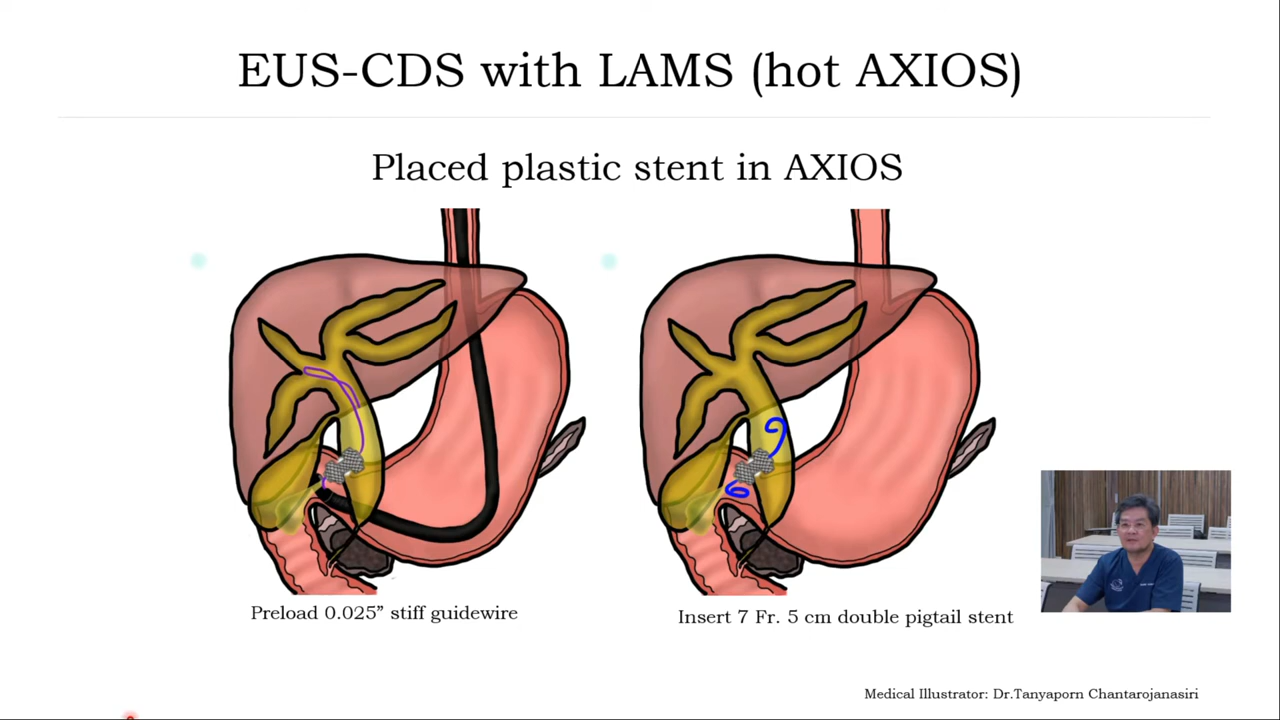 EUS-CDS with LAMS (hot AXIOS)
Placed plastic stent in AXIOS
Preload 0.025” stiff guidewire
Insert 7 Fr. 5 cm double pigtail stent
Medical Illustrator: Dr.Tanyaporn Chantarojanasiri